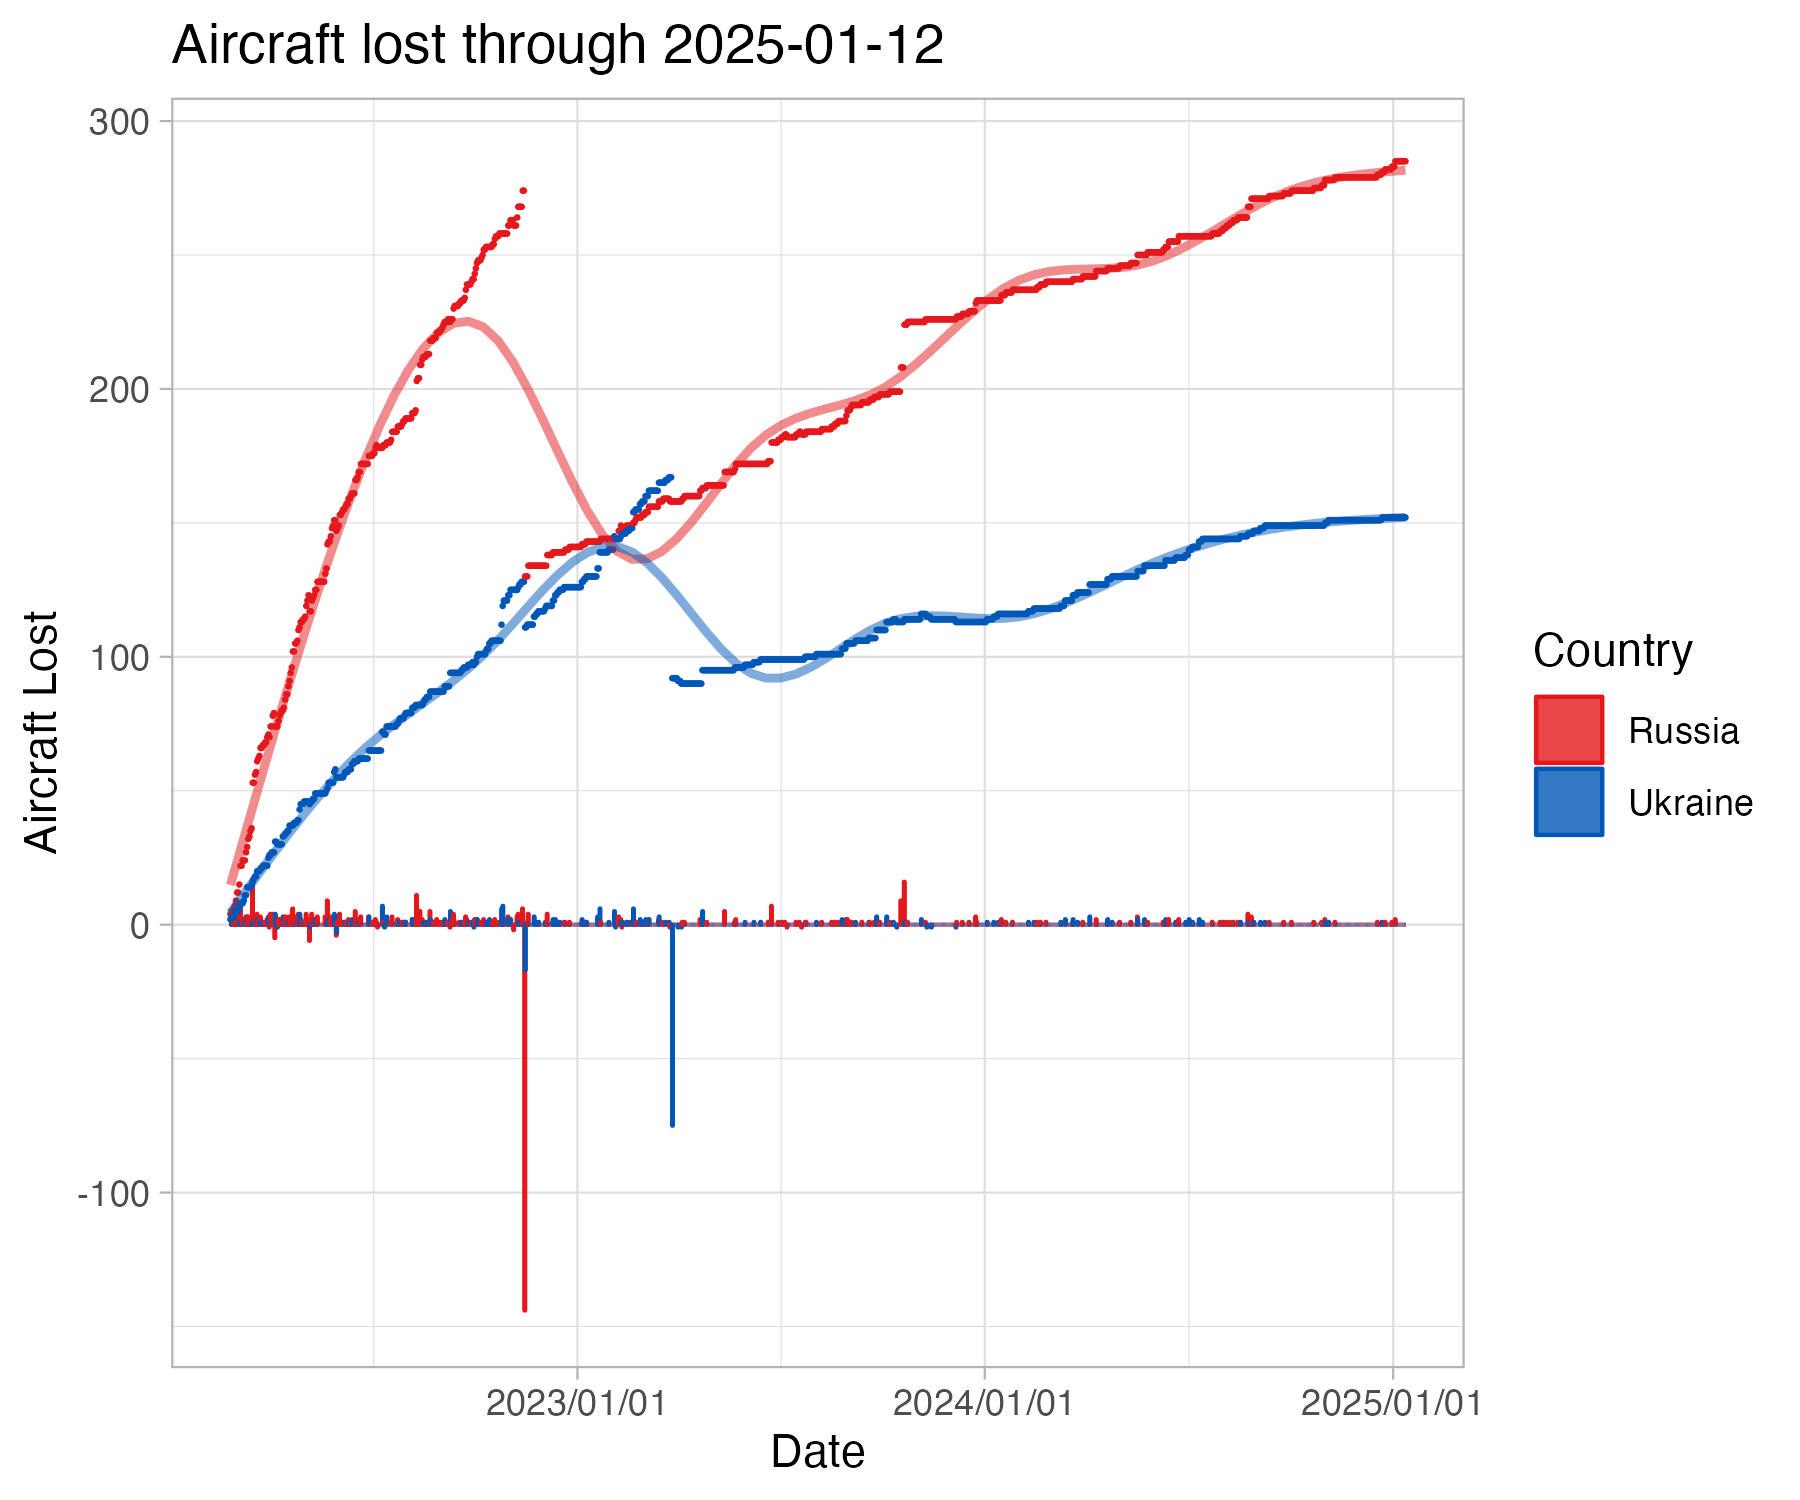 Aircraft lost through 2025-01-12
300
200
100
0
-100
Aircraft Lost
2023/01/01
2024/01/01
2025/01/01
Date
Country
Russia
Ukraine